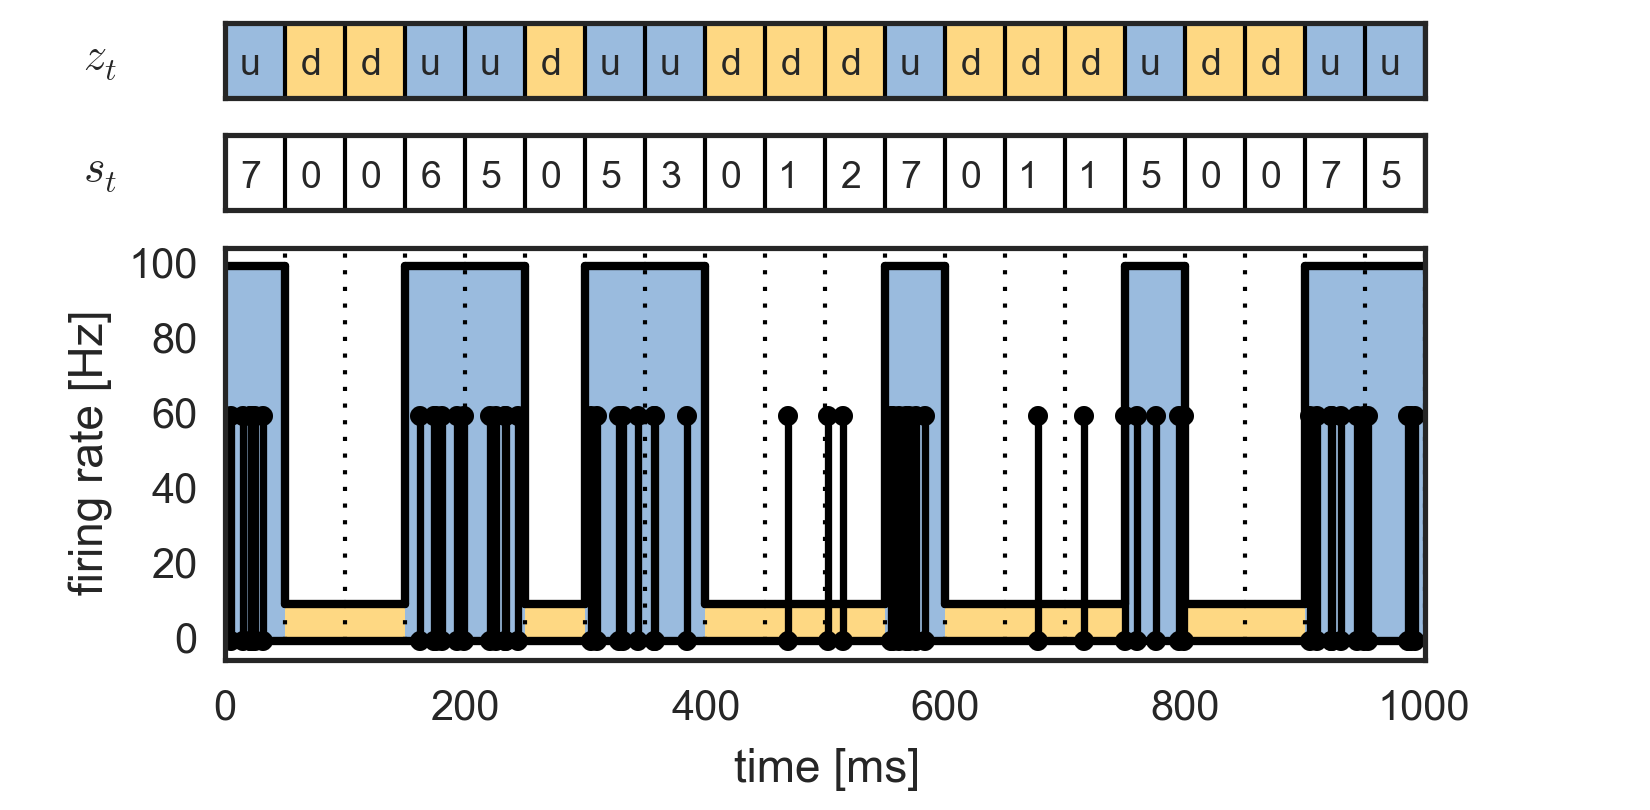 z_t u d d u u d u u d d d u d d d u d d u u
s_t 7 0 0 6 5 0 5 3 0 1 2 7 0 1 1 5 0 0 7 5
100
80
60
40
20
0
firing rate [Hz]
0 200 400 600 800 1000
time [ms]